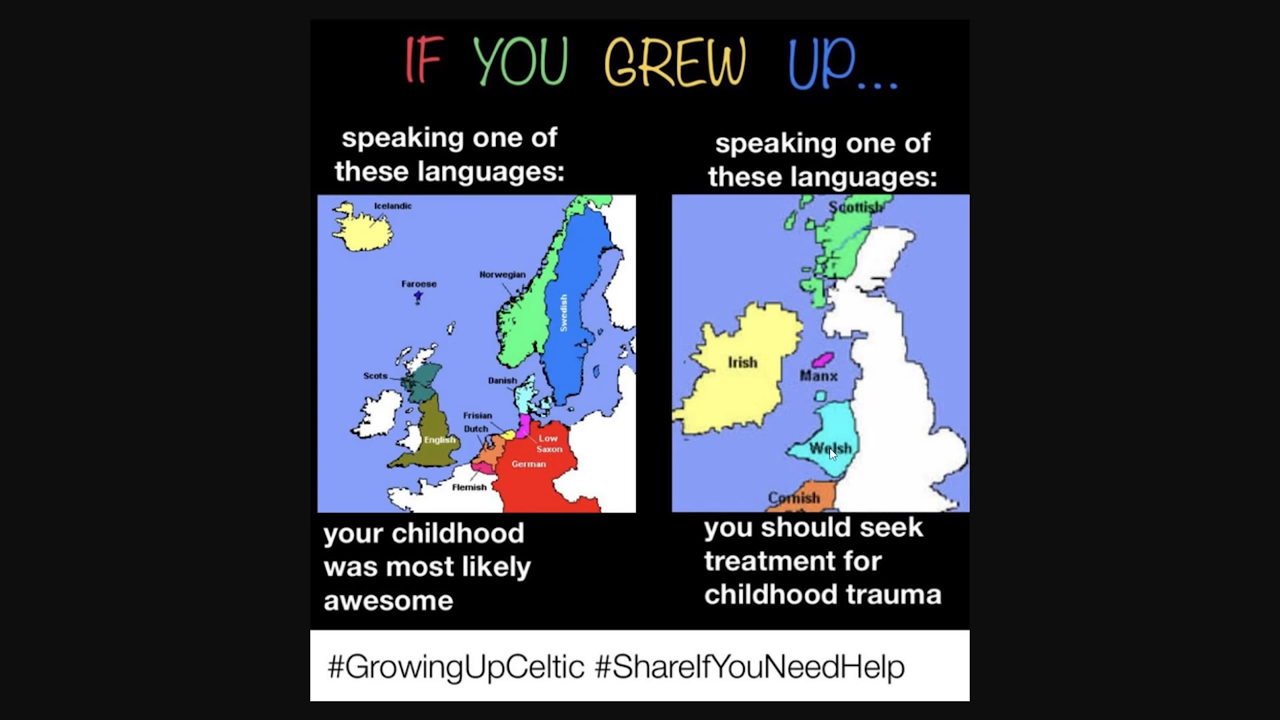 IF YOU GREW UP...
speaking one of
these languages:
Icelandic
Faroese
Norwegian
Swedish
Scots
Danish
Frisian
Dutch
English
Low
Saxon
German
Flemish
your childhood
was most likely
awesome
speaking one of
these languages:
Scottish
Irish
Manx
Welsh
Cornish
you should seek
treatment for
childhood trauma
#GrowingUpCeltic #ShareIfYouNeedHelp